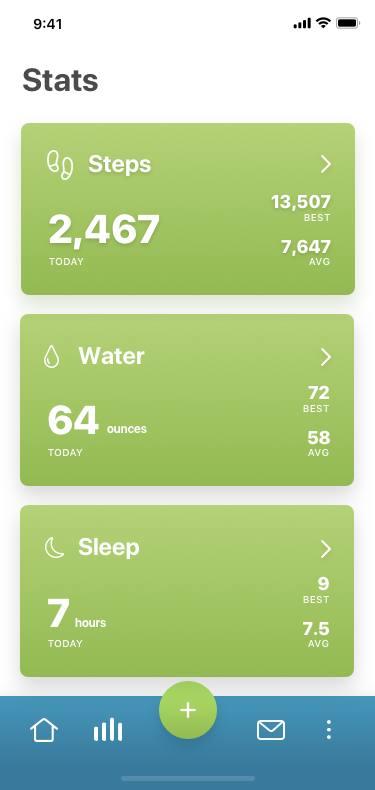 9:41
Stats
Steps
13,507
BEST
2,467
7,647
TODAY
AVG
Water
72
BEST
64 ounces
58
TODAY
AVG
Sleep
9
BEST
7 hours
7.5
TODAY
AVG